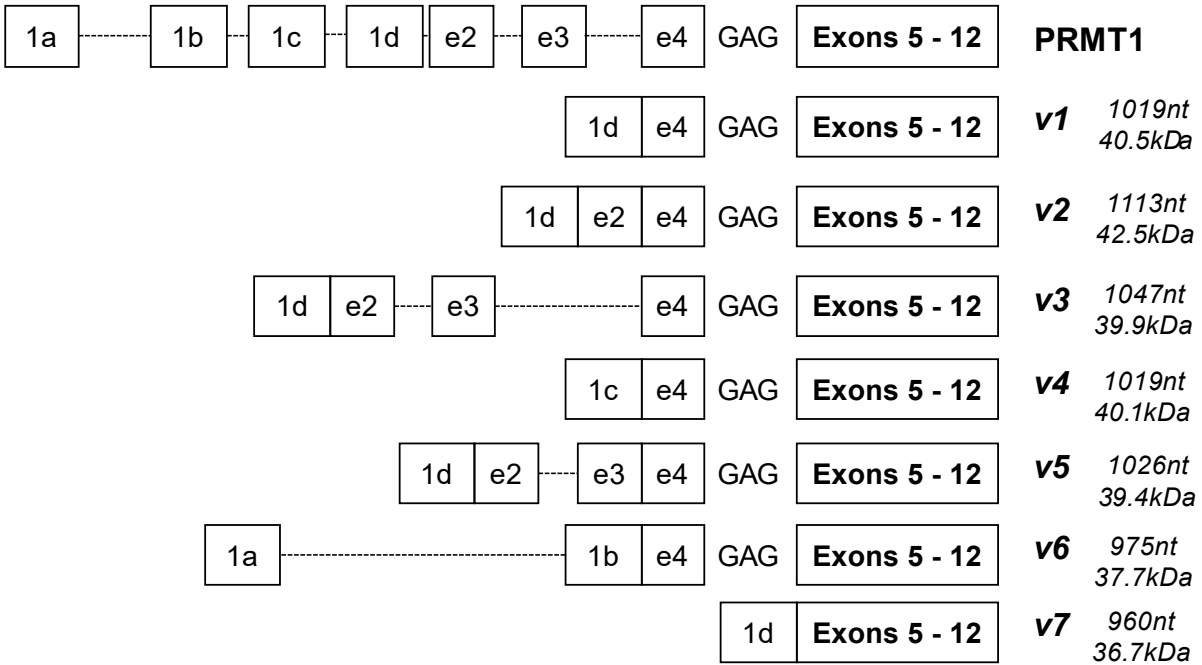 1a 1b 1c 1d e2 e3 e4 GAG Exons 5 - 12 PRMT1
1d e4 GAG Exons 5 - 12 v1 1019nt
40.5kDa
1d e2 e4 GAG Exons 5 - 12 v2 1113nt
42.5kDa
1d e2 e3 e4 GAG Exons 5 - 12 v3 1047nt
39.9kDa
1c e4 GAG Exons 5 - 12 v4 1019nt
40.1kDa
1d e2 e3 e4 GAG Exons 5 - 12 v5 1026nt
39.4kDa
1a 1b e4 GAG Exons 5 - 12 v6 975nt
37.7kDa
1d Exons 5 - 12 v7 960nt
36.7kDa